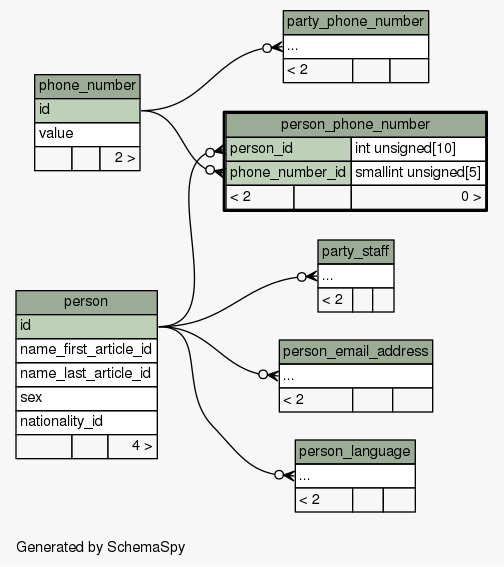 party_phone_number
...
< 2
phone_number
id
value
2 >
person_phone_number
person_id int unsigned[10]
phone_number_id smallint unsigned[5]
< 2 0 >
party_staff
...
< 2
person
id
name_first_article_id
name_last_article_id
sex
nationality_id
4 >
person_email_address
...
< 2
person_language
...
< 2
Generated by SchemaSpy